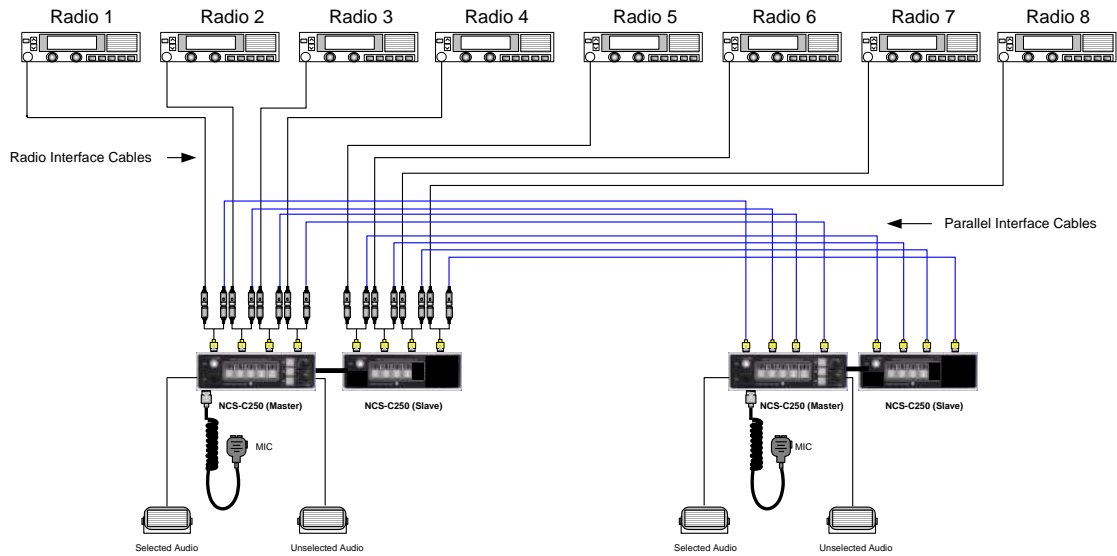 Radio 1
Radio 2
Radio 3
Radio 4
Radio 5
Radio 6
Radio 7
Radio 8
Radio Interface Cables
Parallel Interface Cables
NCS-C250 (Master)
NCS-C250 (Slave)
NCS-C250 (Master)
NCS-C250 (Slave)
MIC
MIC
Selected Audio
Unselected Audio
Selected Audio
Unselected Audio